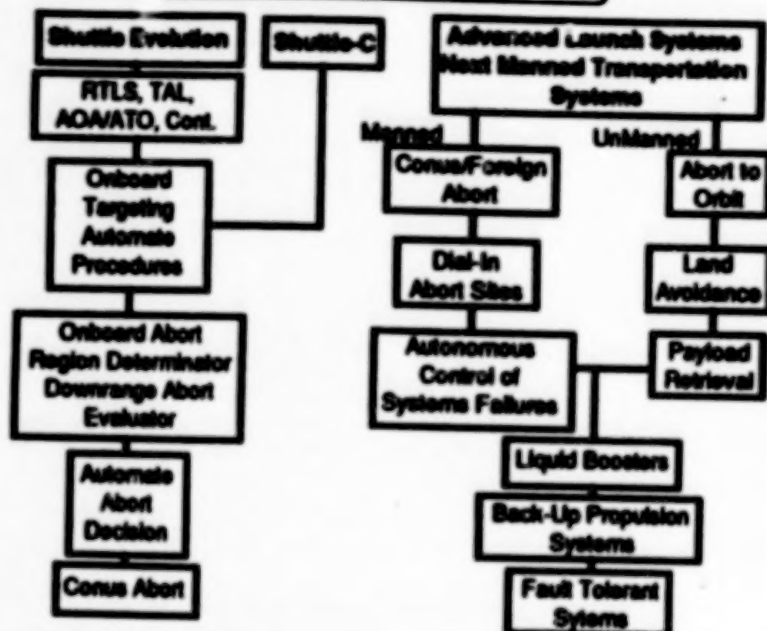 Shuttle Evolution
Shuttle-C
Advanced Launch Systems
Next Manned Transportation
Systems
RTLS, TAL,
AOA/ATO, Cont.
Manned
UnManned
Onboard
Targeting
Automate
Procedures
Conus/Foreign
Abort
Abort to
Orbit
Dial-In
Abort Sites
Land
Avoidance
Onboard Abort
Region Determinator
Downrange Abort
Evaluator
Autonomous
Control of
Systems Failures
Payload
Retrieval
Automate
Abort
Decision
Liquid Boosters
Back-Up Propulsion
Systems
Conus Abort
Fault Tolerant
Sytems